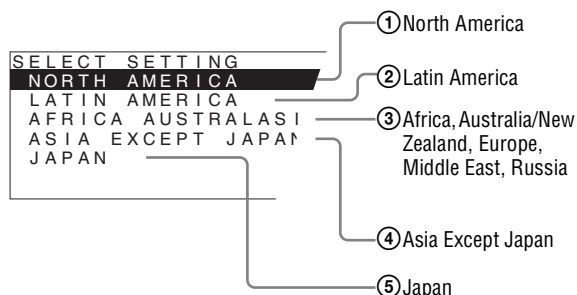 SELECT SETTING
NORTH AMERICA
LATIN AMERICA
AFRICA AUSTRALASI
ASIA EXCEPT JAPAN
JAPAN
①North America
②Latin America
③Africa, Australia/New
Zealand, Europe,
Middle East, Russia
④Asia Except Japan
⑤Japan